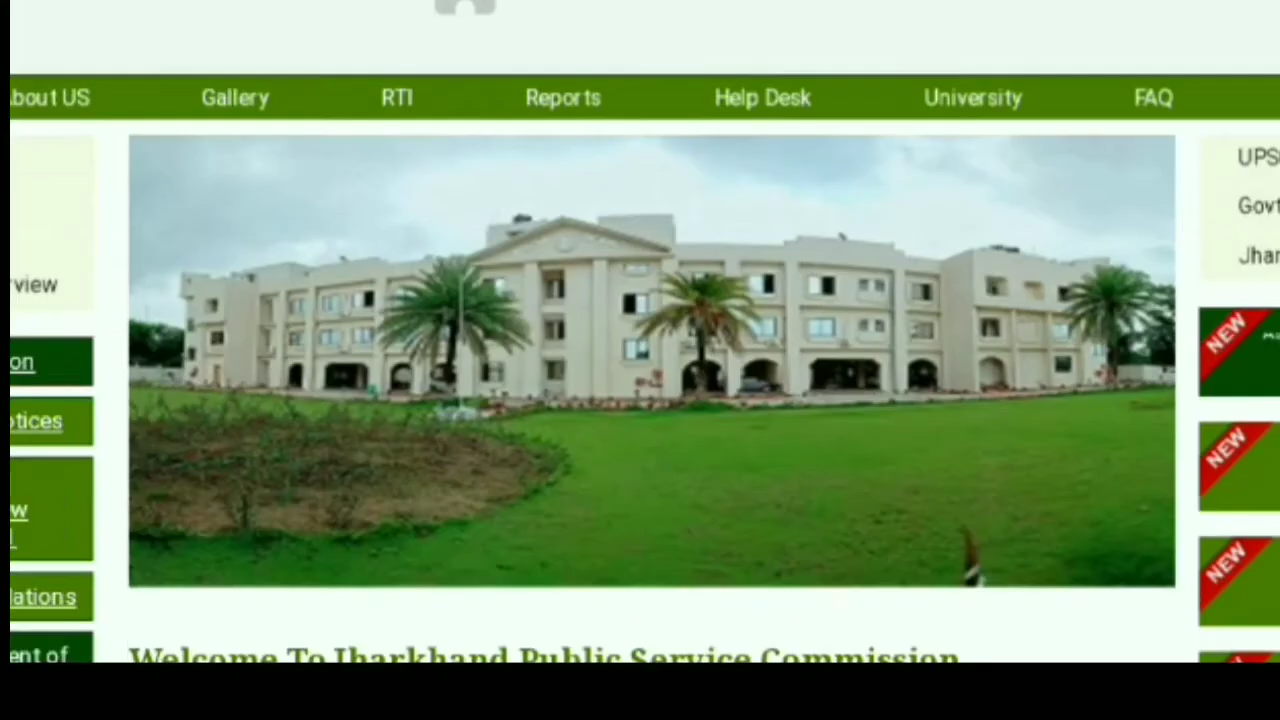 About US Gallery RTI Reports Help Desk University FAQ
UPS
Govt
Jhar
rview
on
otices
w
lations
ent of
NEW
NEW
NEW
Welcome To Jharkhand Public Service Commission